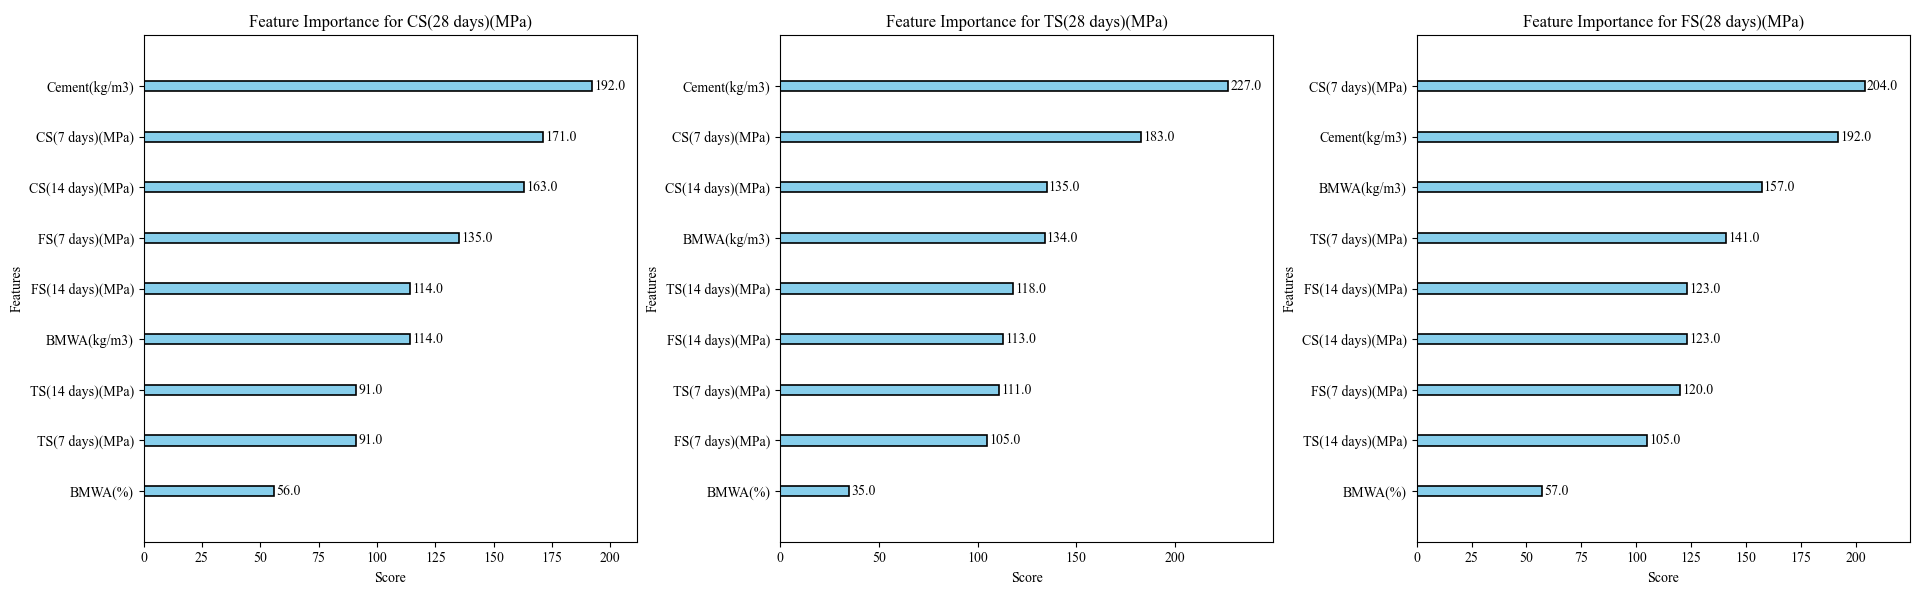 Feature Importance for CS(28 days)(MPa)
Features
Cement(kg/m3)
192.0
CS(7 days)(MPa)
171.0
CS(14 days)(MPa)
163.0
FS(7 days)(MPa)
135.0
FS(14 days)(MPa)
114.0
BMWA(kg/m3)
114.0
TS(14 days)(MPa)
91.0
TS(7 days)(MPa)
91.0
BMWA(%)
56.0
0 25 50 75 100 125 150 175 200
Score
Feature Importance for TS(28 days)(MPa)
Features
Cement(kg/m3)
227.0
CS(7 days)(MPa)
183.0
CS(14 days)(MPa)
135.0
BMWA(kg/m3)
134.0
TS(14 days)(MPa)
118.0
FS(14 days)(MPa)
113.0
TS(7 days)(MPa)
111.0
FS(7 days)(MPa)
105.0
BMWA(%)
35.0
0 50 100 150 200
Score
Feature Importance for FS(28 days)(MPa)
Features
CS(7 days)(MPa)
204.0
Cement(kg/m3)
192.0
BMWA(kg/m3)
157.0
TS(7 days)(MPa)
141.0
FS(14 days)(MPa)
123.0
CS(14 days)(MPa)
123.0
FS(7 days)(MPa)
120.0
TS(14 days)(MPa)
105.0
BMWA(%)
57.0
0 25 50 75 100 125 150 175 200
Score